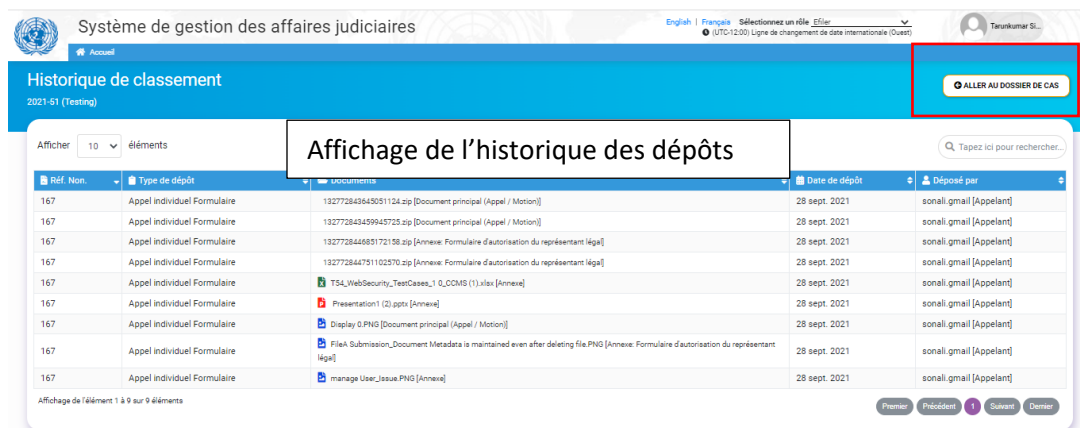 Système de gestion des affaires judiciaires
English | Français Sélectionnez un rôle Efiler
(UTC-12:00) Ligne de changement de date internationale (Ouest)
Tarunkumar Si...
Accueil
Historique de classement
2021-51 (Testing)
ALLER AU DOSSIER DE CAS
Afficher 10 éléments
Affichage de l’historique des dépôts
Tapez ici pour rechercher...
Réf. Non. Type de dépôt Documents Date de dépôt Déposé par
167 Appel individuel Formulaire 132772843645051124.zip [Document principal (Appel / Motion)] 28 sept. 2021 sonali.gmail [Appelant]
167 Appel individuel Formulaire 132772843459945725.zip [Document principal (Appel / Motion)] 28 sept. 2021 sonali.gmail [Appelant]
167 Appel individuel Formulaire 132772844685172158.zip [Annexe: Formulaire d'autorisation du représentant légal] 28 sept. 2021 sonali.gmail [Appelant]
167 Appel individuel Formulaire 132772844751102570.zip [Annexe: Formulaire d'autorisation du représentant légal] 28 sept. 2021 sonali.gmail [Appelant]
167 Appel individuel Formulaire T54_WebSecurity_TestCases_1 0_CCMS (1).xlsx [Annexe] 28 sept. 2021 sonali.gmail [Appelant]
167 Appel individuel Formulaire Presentation1 (2).pptx [Annexe] 28 sept. 2021 sonali.gmail [Appelant]
167 Appel individuel Formulaire Display 0.PNG [Document principal (Appel / Motion)] 28 sept. 2021 sonali.gmail [Appelant]
167 Appel individuel Formulaire FileA Submission_Document Metadata is maintained even after deleting file.PNG [Annexe: Formulaire d'autorisation du représentant 28 sept. 2021 sonali.gmail [Appelant]
légal]
167 Appel individuel Formulaire manage User_Issue.PNG [Annexe] 28 sept. 2021 sonali.gmail [Appelant]
Affichage de l'élément 1 à 9 sur 9 éléments
Premier Précédent 1 Suivant Dernier